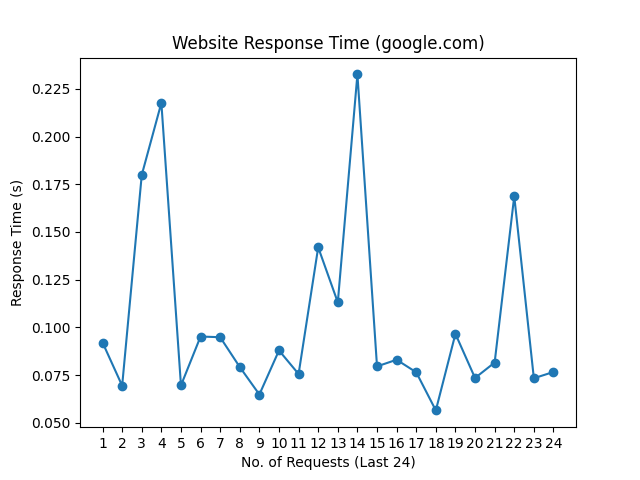 Website Response Time (google.com)
Response Time (s)
0.225
0.200
0.175
0.150
0.125
0.100
0.075
0.050
1 2 3 4 5 6 7 8 9 10 11 12 13 14 15 16 17 18 19 20 21 22 23 24
No. of Requests (Last 24)